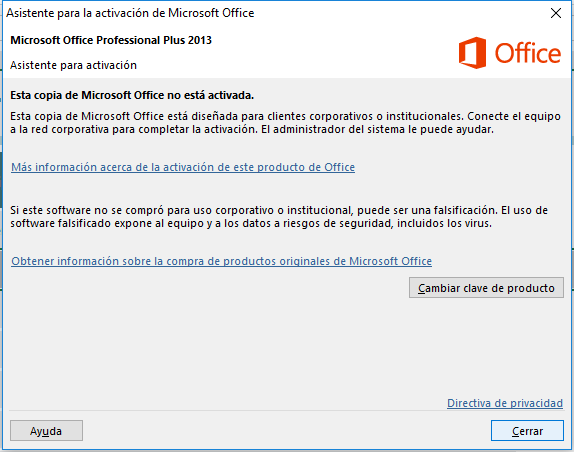 Asistente para la activación de Microsoft Office
Microsoft Office Professional Plus 2013
Asistente para activación
Office
Esta copia de Microsoft Office no está activada.
Esta copia de Microsoft Office está diseñada para clientes corporativos o institucionales. Conecte el equipo
a la red corporativa para completar la activación. El administrador del sistema le puede ayudar.
Más información acerca de la activación de este producto de Office
Si este software no se compró para uso corporativo o institucional, puede ser una falsificación. El uso de
software falsificado expone al equipo y a los datos a riesgos de seguridad, incluidos los virus.
Obtener información sobre la compra de productos originales de Microsoft Office
Cambiar clave de producto
Directiva de privacidad
Ayuda
Cerrar